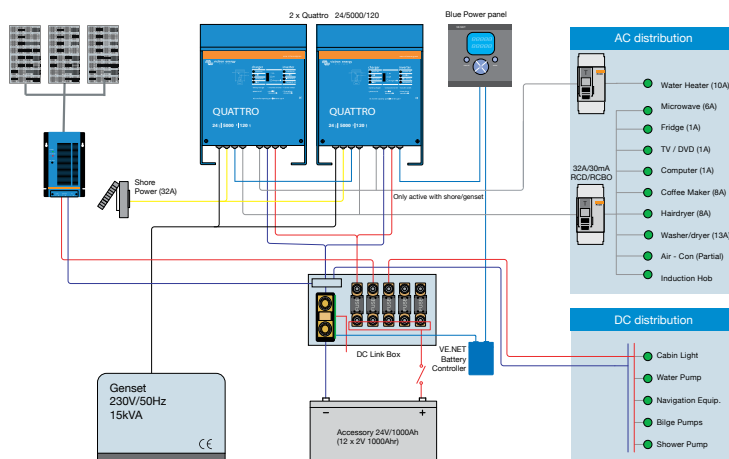 2 x Quattro 24/5000/120
Blue Power panel
AC distribution
QUATTRO
QUATTRO
Water Heater (10A)
Microwave (6A)
Fridge (1A)
TV / DVD (1A)
Computer (1A)
Coffee Maker (8A)
Hairdryer (8A)
Washer/dryer (13A)
Air - Con (Partial)
Induction Hob
32A/30mA
RCD/RCBO
Shore
Power (32A)
Only active with shore/genset
DC Link Box
VE.NET
Battery
Controller
DC distribution
Cabin Light
Water Pump
Navigation Equip.
Bilge Pumps
Shower Pump
Genset
230V/50Hz
15kVA
CE
– +
Accessory 24V/1000Ah
(12 x 2V 1000Ahr)